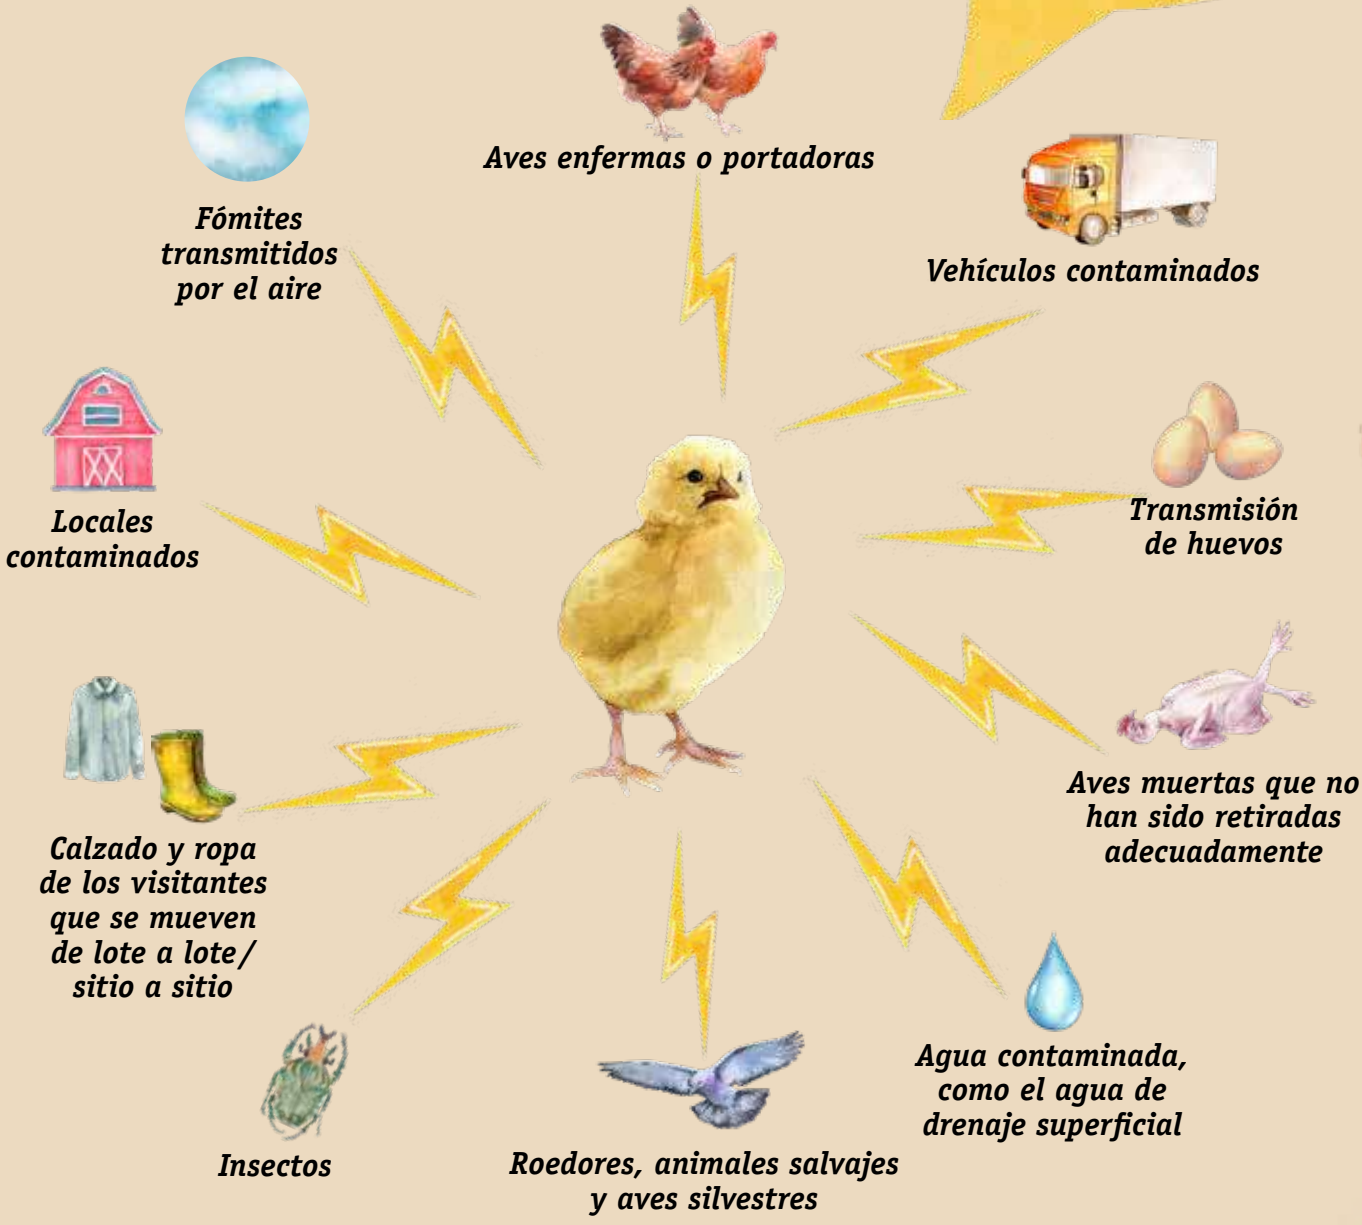 Aves enfermas o portadoras
Fómites
transmitidos
por el aire
Vehículos contaminados
Locales
contaminados
Transmisión
de huevos
Aves muertas que no
han sido retiradas
adecuadamente
Calzado y ropa
de los visitantes
que se mueven
de lote a lote/
sitio a sitio
Agua contaminada,
como el agua de
drenaje superficial
Insectos
Roedores, animales salvajes
y aves silvestres